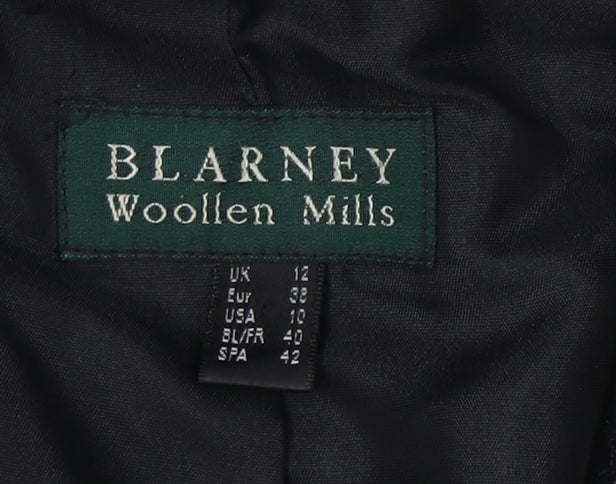 BLARNEY
Woollen Mills
UK 12
Eur 38
USA 10
BL/FR 40
SPA 42